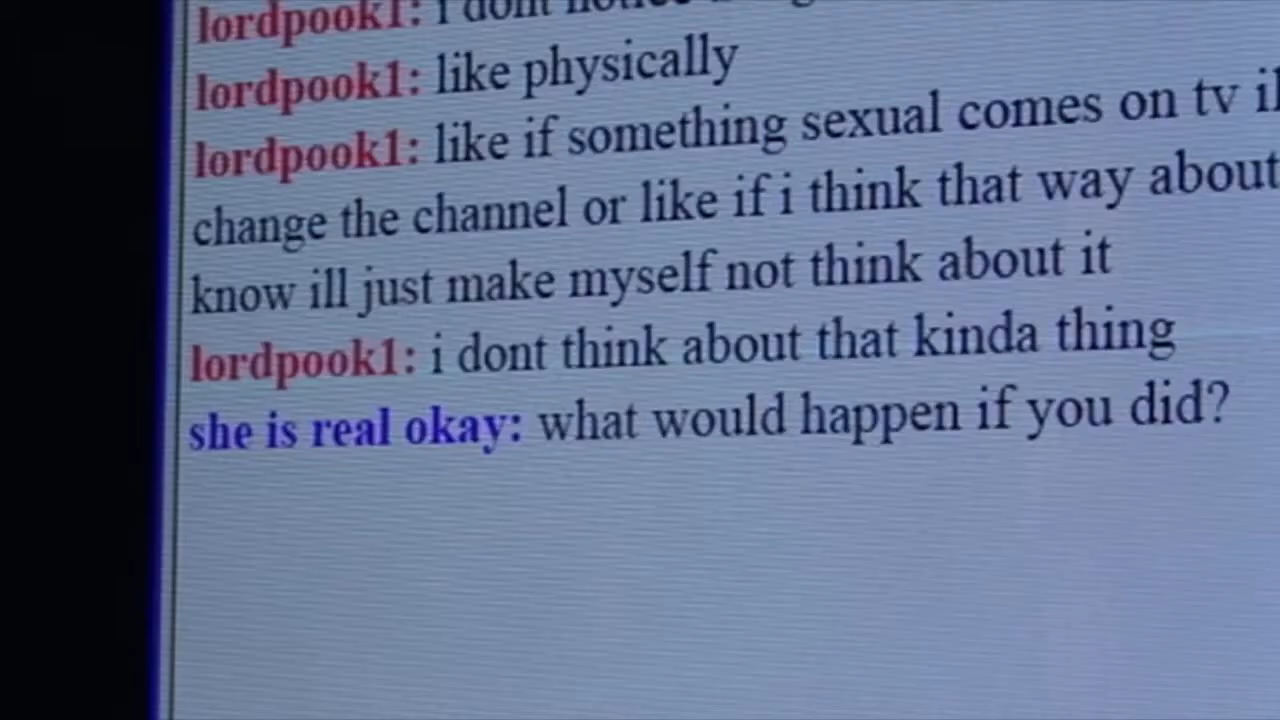 lordpook1: i dont
lordpook1: like physically
lordpook1: like if something sexual comes on tv
change the channel or like if i think that way about
know ill just make myself not think about it
lordpook1: i dont think about that kinda thing
she is real okay: what would happen if you did?